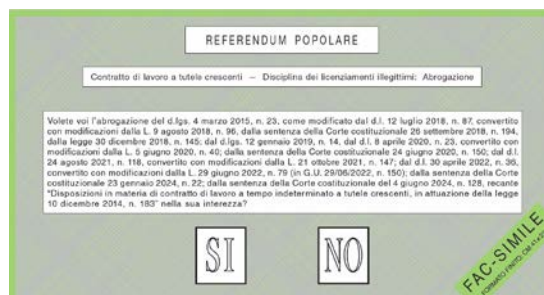 REFERENDUM POPOLARE
Contratto di lavoro a tutele crescenti – Disciplina dei licenziamenti illegittimi: Abrogazione
Volete voi l'abrogazione del d.lgs. 4 marzo 2015, n. 23, come modificato dal d.l. 12 luglio 2018, n. 87, convertito
con modificazioni dalla L. 9 agosto 2018, n. 96, dalla sentenza della Corte costituzionale 26 settembre 2018, n. 194,
dalla legge 30 dicembre 2018, n. 145; dal d.lgs. 12 gennaio 2019, n. 14, dal d.l. 8 aprile 2020, n. 23, convertito con
modificazioni dalla L. 5 giugno 2020, n. 40; dalla sentenza della Corte costituzionale 24 giugno 2020, n. 150; dal d.l.
24 agosto 2021, n. 118, convertito con modificazioni dalla L. 21 ottobre 2021, n. 147; dal d.l. 30 aprile 2022, n. 36,
convertito con modificazioni dalla L. 29 giugno 2022, n. 79 (in G.U. 29/06/2022, n. 150); dalla sentenza della Corte
costituzionale 23 gennaio 2024, n. 22; dalla sentenza della Corte costituzionale del 4 giugno 2024, n. 128, recante
"Disposizioni in materia di contratto di lavoro a tempo indeterminato a tutele crescenti, in attuazione della legge
10 dicembre 2014, n. 183" nella sua interezza?
SI
NO
FAC-SIMILE
FORMATO FINITO: CM